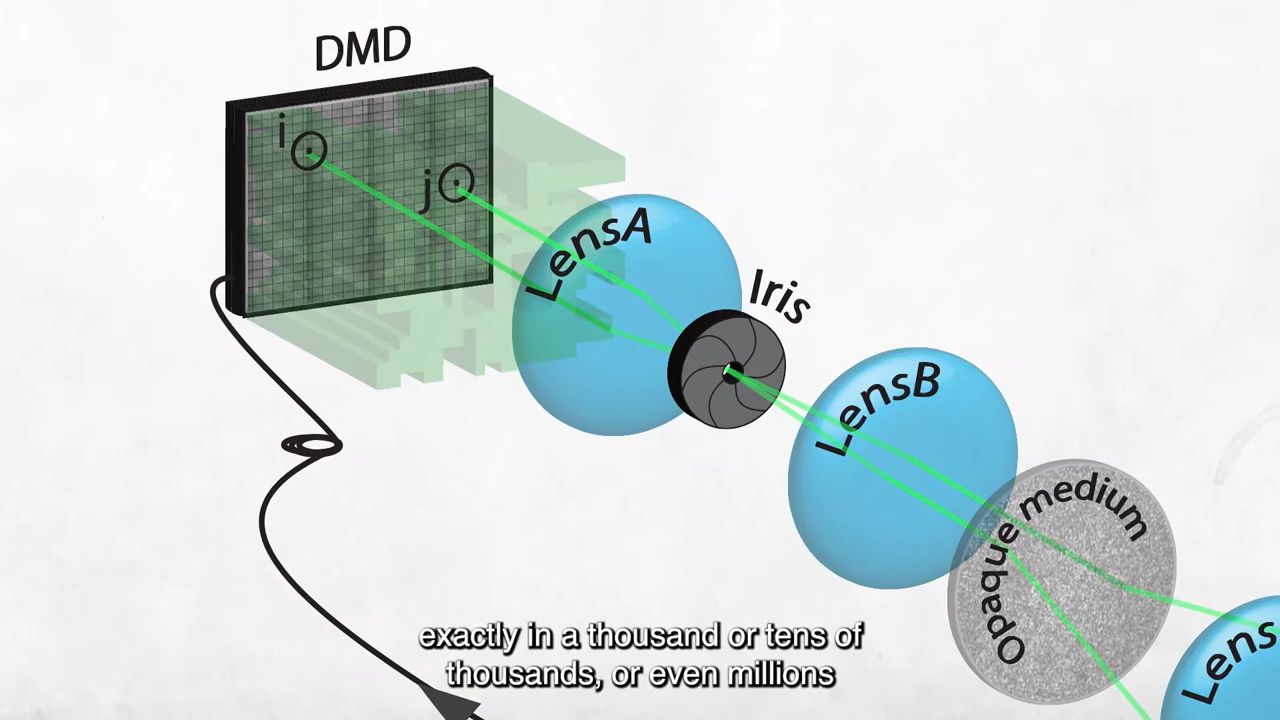 DMD
i
j
LensA
Iris
LensB
Opaque medium
Lens
exactly in a thousand or tens of
thousands, or even millions